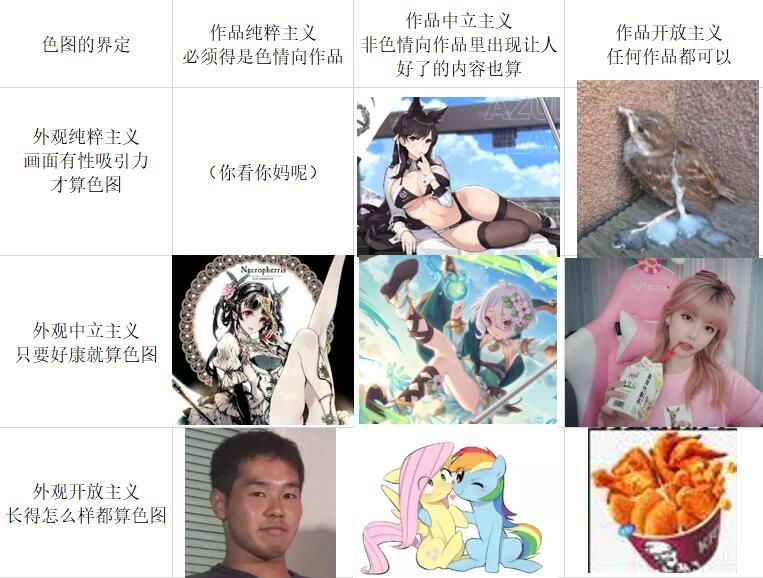 色图的界定
作品纯粹主义
必须得是色情向作品
作品中立主义
非色情向作品里出现让人
好了的内容也算
作品开放主义
任何作品都可以
外观纯粹主义
画面有性吸引力
才算色图
（你看你妈呢）
AZU
LA
外观中立主义
只要好康就算色图
Necropherris
外观开放主义
长得怎么样都算色图